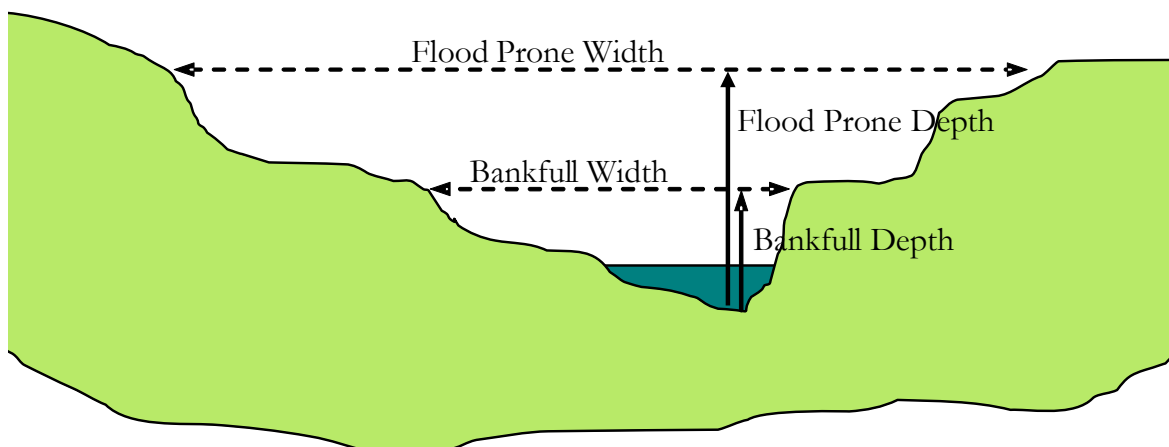 Flood Prone Width
Flood Prone Depth
Bankfull Width
Bankfull Depth